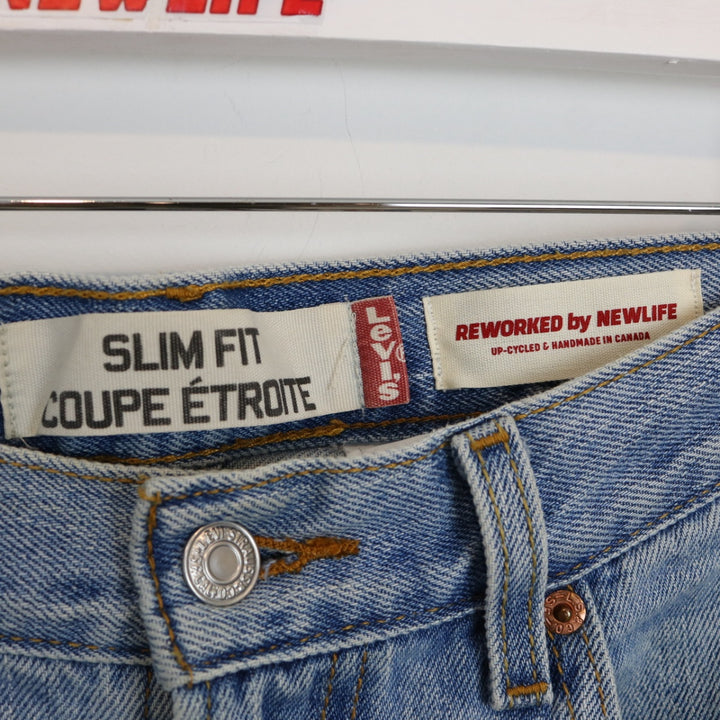 NEWLIFE
SLIM FIT
COUPE ÉTROITE
Levi's
®
REWORKED by NEWLIFE
UP-CYCLED & HANDMADE IN CANADA